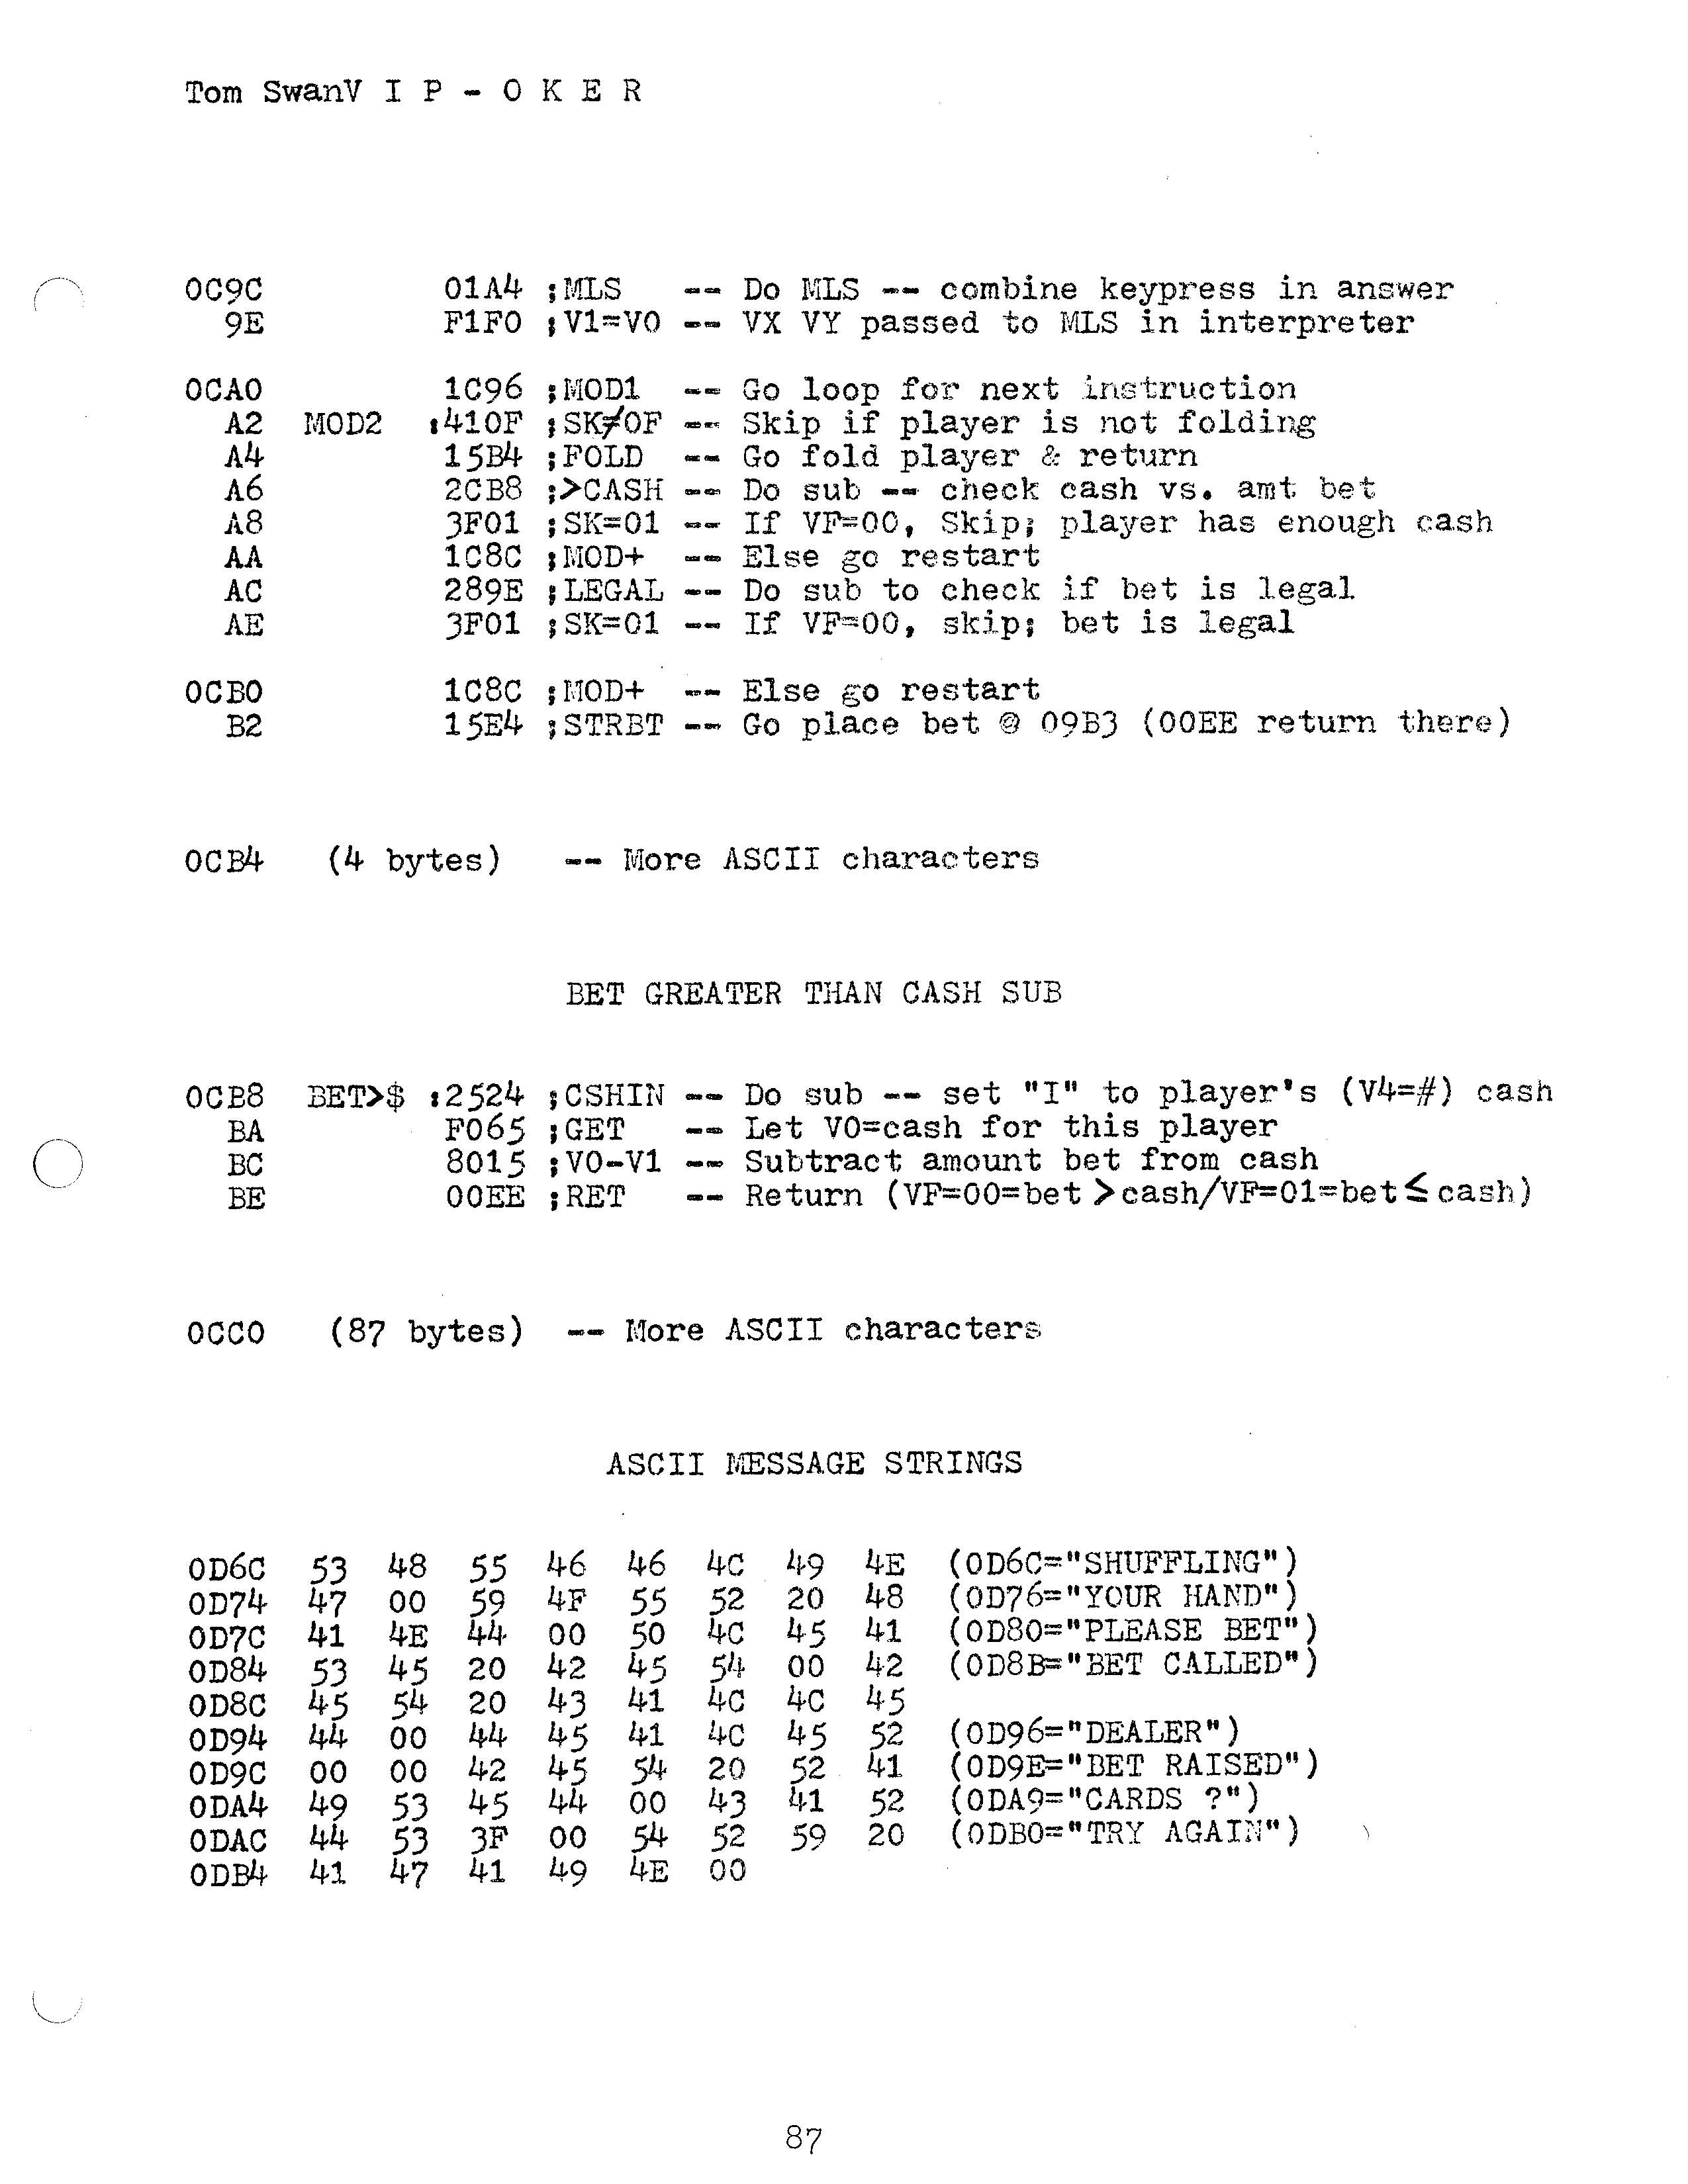 Tom SwanV I P - O K E R
0C9C 01A4 ;MLS -- Do MLS -- combine keypress in answer
9E F1F0 ;V1=V0 -- VX VY passed to MLS in interpreter
0CA0 1C96 ;MOD1 -- Go loop for next instruction
A2 MOD2 :410F ;SK≠0F -- Skip if player is not folding
A4 15B4 ;FOLD -- Go fold player & return
A6 2CB8 ;>CASH -- Do sub -- check cash vs. amt bet
A8 3F01 ;SK=01 -- If VF=00, Skip; player has enough cash
AA 1C8C ;MOD+ -- Else go restart
AC 289E ;LEGAL -- Do sub to check if bet is legal
AE 3F01 ;SK=01 -- If VF=00, skip; bet is legal
0CB0 1C8C ;MOD+ -- Else go restart
B2 15E4 ;STRBT -- Go place bet @ 09B3 (00EE return there)
0CB4 (4 bytes) -- More ASCII characters
BET GREATER THAN CASH SUB
0CB8 BET>$ :2524 ;CSHIN -- Do sub -- set "I" to player's (V4=#) cash
BA F065 ;GET -- Let V0=cash for this player
BC 8015 ;V0-V1 -- Subtract amount bet from cash
BE 00EE ;RET -- Return (VF=00=bet>cash/VF=01=bet≤cash)
0CC0 (87 bytes) -- More ASCII characters
ASCII MESSAGE STRINGS
0D6C 53 48 55 46 46 4C 49 4E (0D6C="SHUFFLING")
0D74 47 00 59 4F 55 52 20 48 (0D76="YOUR HAND")
0D7C 41 4E 44 00 50 4C 45 41 (0D80="PLEASE BET")
0D84 53 45 20 42 45 54 00 42 (0D8B="BET CALLED")
0D8C 45 54 20 43 41 4C 4C 45
0D94 44 00 44 45 41 4C 45 52 (0D96="DEALER")
0D9C 00 00 42 45 54 20 52 41 (0D9E="BET RAISED")
0DA4 49 53 45 44 00 43 41 52 (0DA9="CARDS ?")
0DAC 44 53 3F 00 54 52 59 20 (0DB0="TRY AGAIN")
0DB4 41 47 41 49 4E 00
87